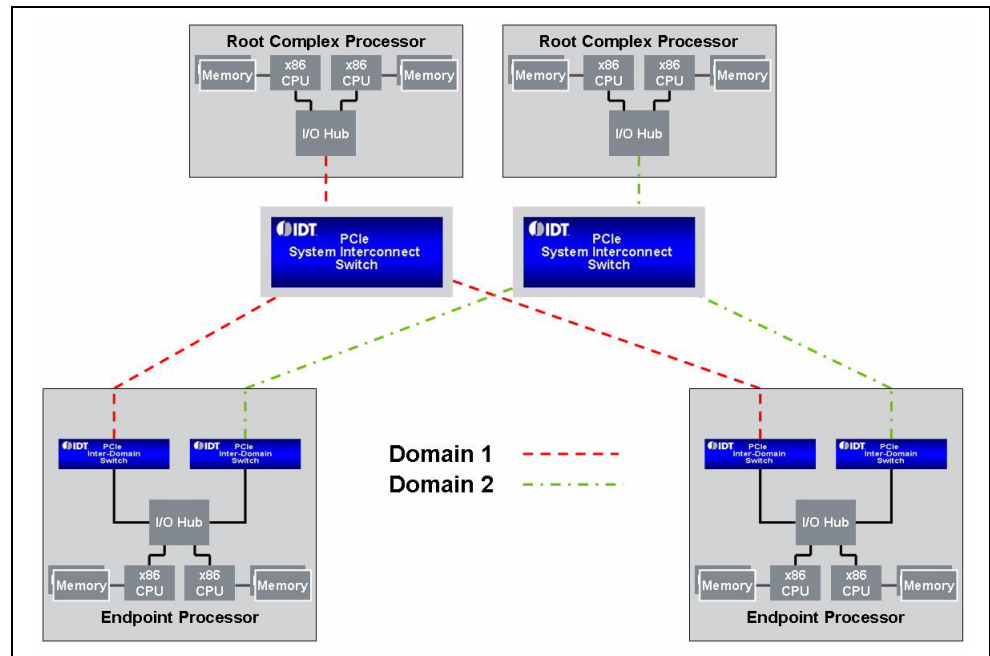 Root Complex Processor
Memory
x86
CPU
x86
CPU
Memory
I/O Hub
Root Complex Processor
Memory
x86
CPU
x86
CPU
Memory
I/O Hub
IDT
PCIe
System Interconnect
Switch
IDT
PCIe
System Interconnect
Switch
IDT
PCIe
Inter-Domain
Switch
IDT
PCIe
Inter-Domain
Switch
I/O Hub
Memory
x86
CPU
x86
CPU
Memory
Endpoint Processor
Domain 1
Domain 2
IDT
PCIe
Inter-Domain
Switch
IDT
PCIe
Inter-Domain
Switch
I/O Hub
Memory
x86
CPU
x86
CPU
Memory
Endpoint Processor